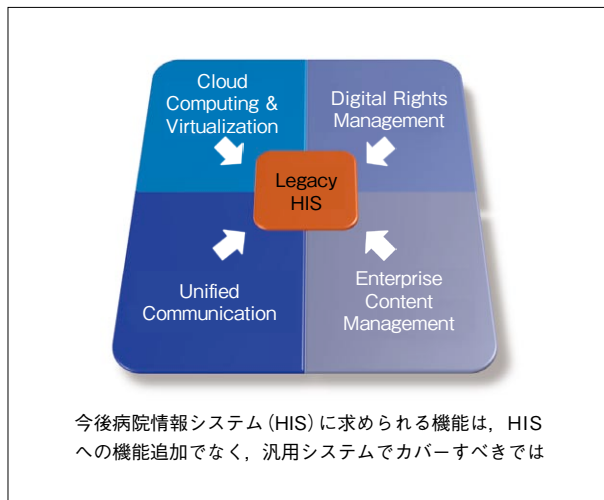 Cloud
Computing &
Virtualization
Digital Rights
Management
Legacy
HIS
Unified
Communication
Enterprise
Content
Management
今後病院情報システム(HIS)に求められる機能は，HIS
への機能追加でなく，汎用システムでカバーすべきでは